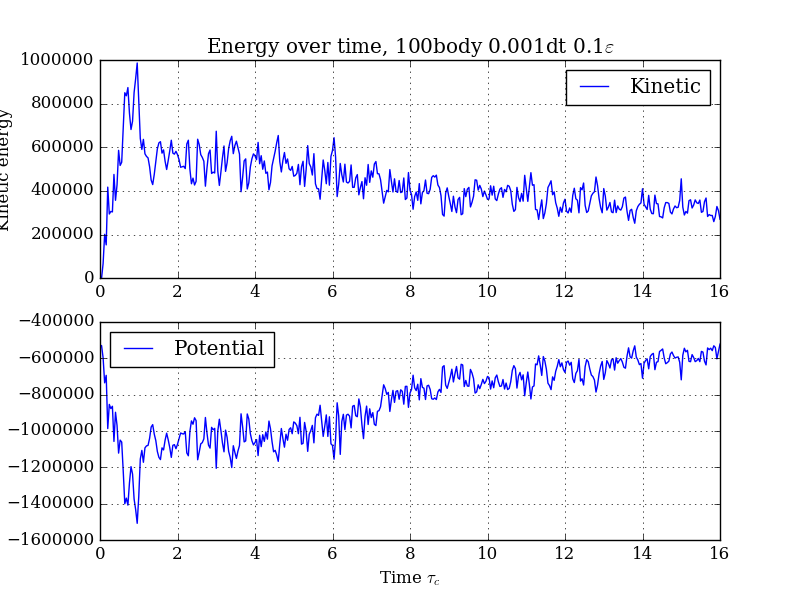 Energy over time, 100body 0.001dt 0.1ε
Kinetic energy
1000000
800000
600000
400000
200000
0
Kinetic
0 2 4 6 8 10 12 14 16
−400000
−600000
−800000
−1000000
−1200000
−1400000
−1600000
Potential
0 2 4 6 8 10 12 14 16
Time τc